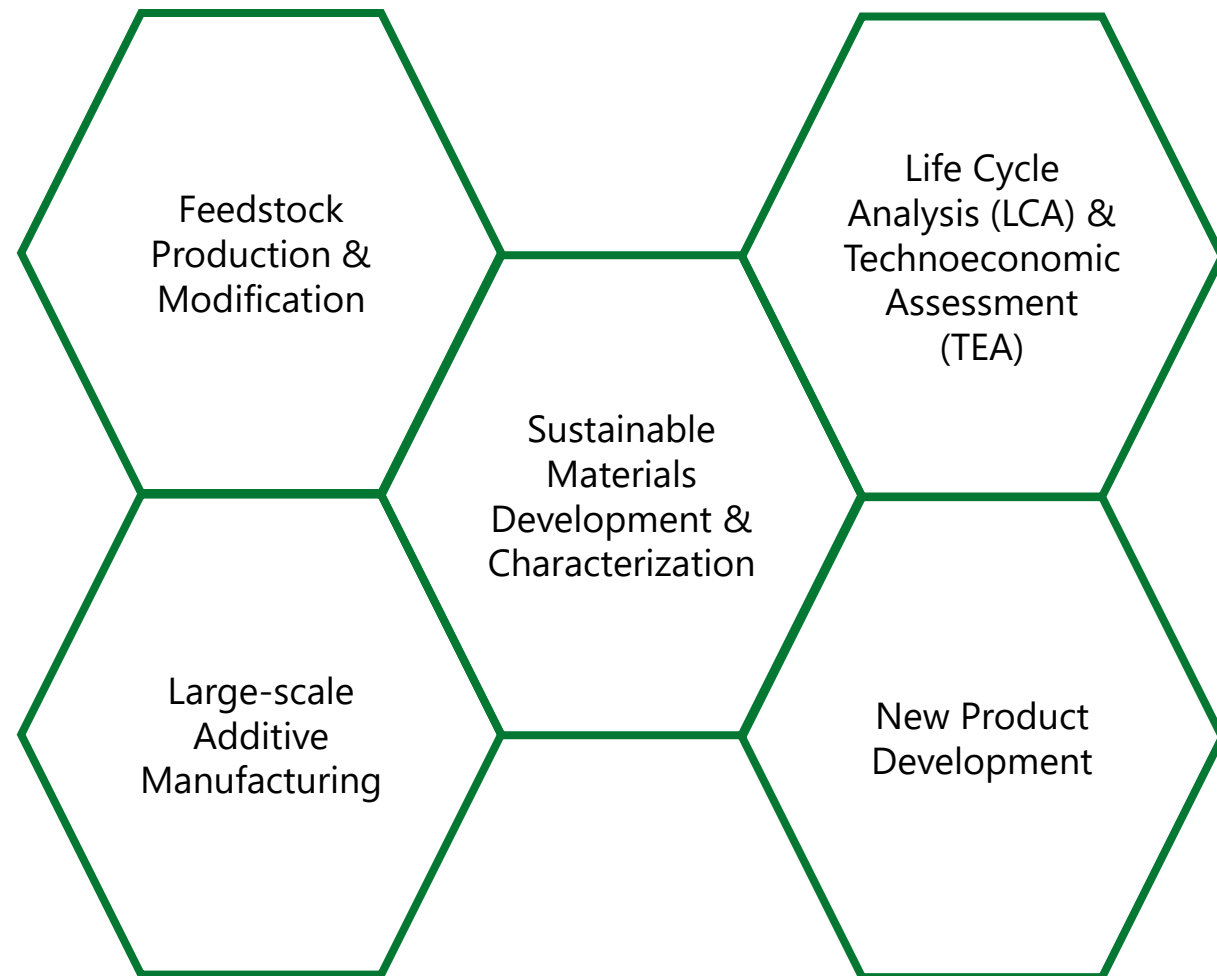 Feedstock
Production &
Modification
Life Cycle
Analysis (LCA) &
Technoeconomic
Assessment
(TEA)
Sustainable
Materials
Development &
Characterization
Large-scale
Additive
Manufacturing
New Product
Development